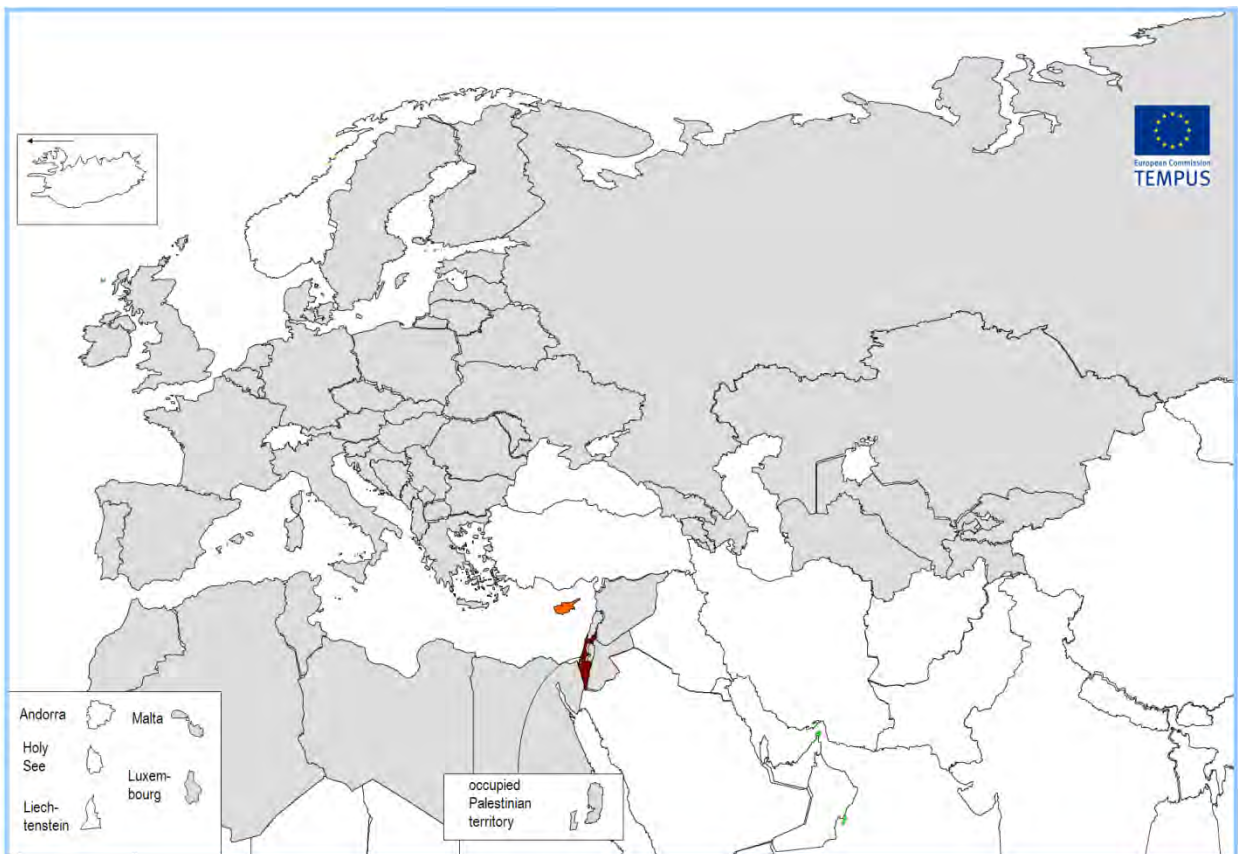 European Commission
TEMPUS
Andorra
Malta
Holy
See
Luxem-
bourg
Liech-
tenstein
occupied
Palestinian
territory